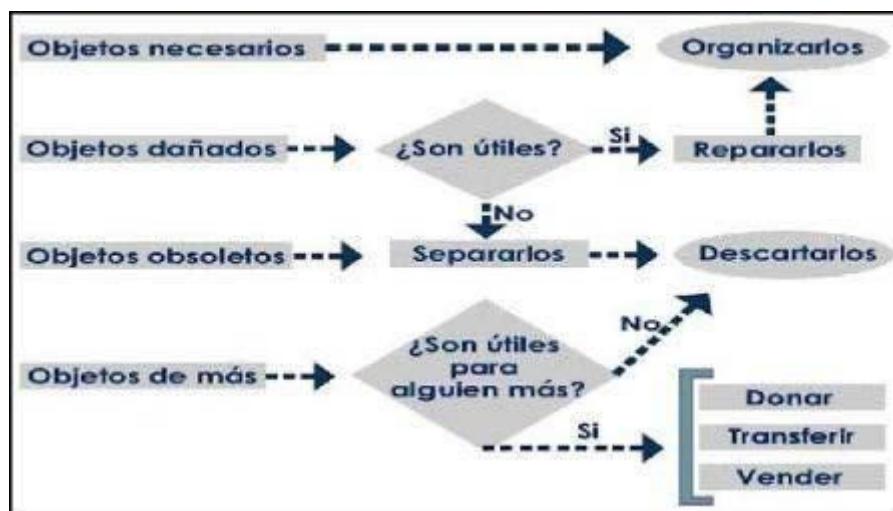 Objetos necesarios
Organizarlos
Objetos dañados
¿Son útiles?
Si
Repararlos
No
Objetos obsoletos
Separarlos
Descartarlos
Objetos de más
¿Son útiles
para
alguien más?
No
Si
Donar
Transferir
Vender